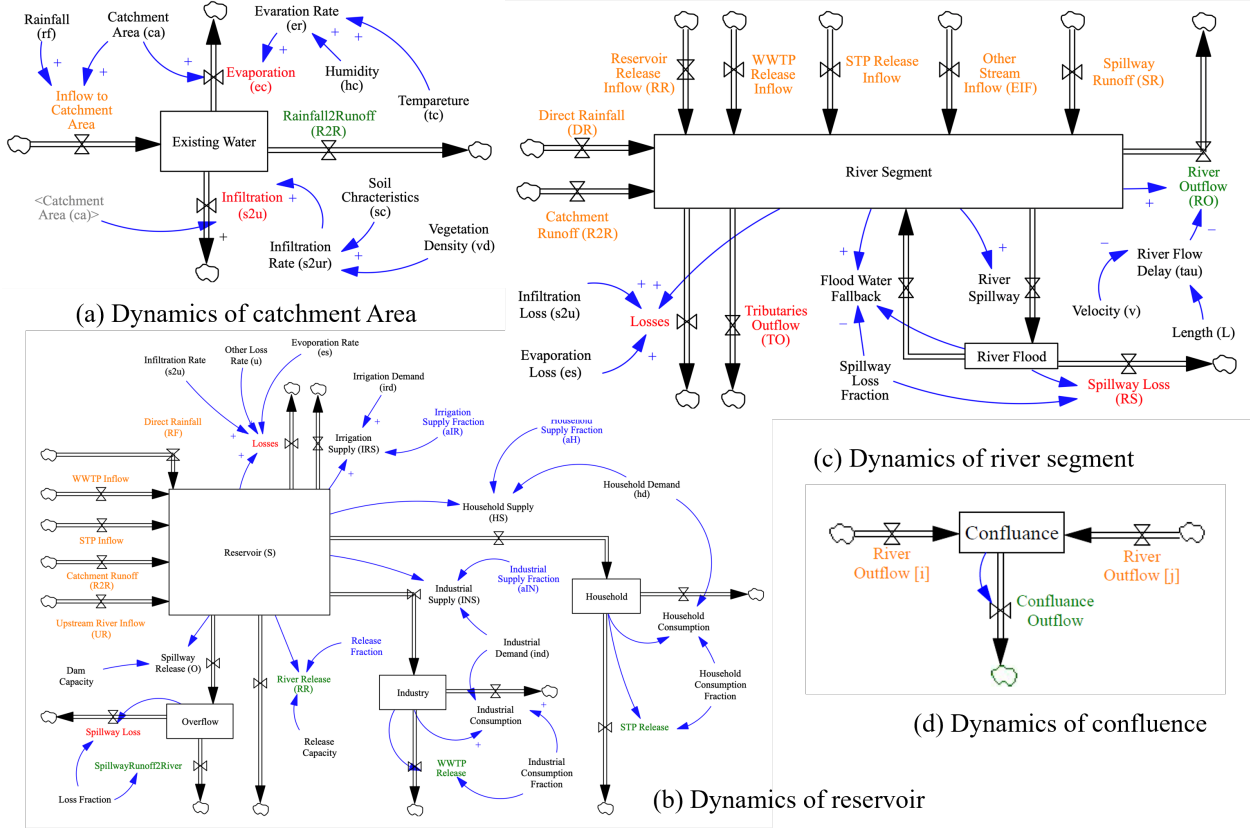 Rainfall
(rf)
Catchment
Area (ca)
Evaration Rate
(er)
+
+
+
+
+
Evaporation
(ec)
Humidity
(hc)
Tempareture
(tc)
Inflow to
Catchment
Area
Existing Water
Rainfall2Runoff
(R2R)
<Catchment
Area (ca)>
Infiltration
(s2u)
+
+
Soil
Chracteristics
(sc)
Infiltration
Rate (s2ur)
+
+
Vegetation
Density (vd)
(a) Dynamics of catchment Area
Reservoir
Release
Inflow (RR)
WWTP
Release
Inflow
STP Release
Inflow
Other
Stream
Inflow (EIF)
Spillway
Runoff (SR)
Direct Rainfall
(DR)
River Segment
Catchment
Runoff (R2R)
River
Outflow
(RO)
+
+
+
−
−
Flood Water
Fallback
River
Spillway
River Flow
Delay (tau)
Velocity (v)
Length (L)
Infiltration
Loss (s2u)
+ +
Losses
+
Evaporation
Loss (es)
Tributaries
Outflow
(TO)
−
Spillway
Loss
Fraction
River Flood
Spillway Loss
(RS)
(c) Dynamics of river segment
Infiltration Rate
(s2u)
Other Loss
Rate (u)
Evaporation Rate
(es)
Irrigation Demand
(ird)
Direct Rainfall
(RF)
+
+
Losses
+
Irrigation
Supply (IRS)
+
Irrigation
Supply Fraction
(aIR)
Household
Supply Fraction
(aH)
WWTP Inflow
STP Inflow
Catchment Runoff
(R2R)
Upstream River Inflow
(UR)
Reservoir (S)
Household Supply
(HS)
Household Demand
(hd)
Industrial
Supply (INS)
Industrial
Supply Fraction
(aIN)
Household
Household
Consumption
Dam
Capacity
Spillway
Release (O)
Release
Fraction
River Release
(RR)
Release
Capacity
Industrial
Demand (ind)
Industry
Industrial
Consumption
+
+
Household
Consumption
Fraction
STP Release
Overflow
Spillway Loss
SpillwayRunoff2River
Loss Fraction
WWTP
Release
Industrial
Consumption
Fraction
(b) Dynamics of reservoir
Confluance
River
Outflow [i]
River
Outflow [j]
Confluance
Outflow
(d) Dynamics of confluence